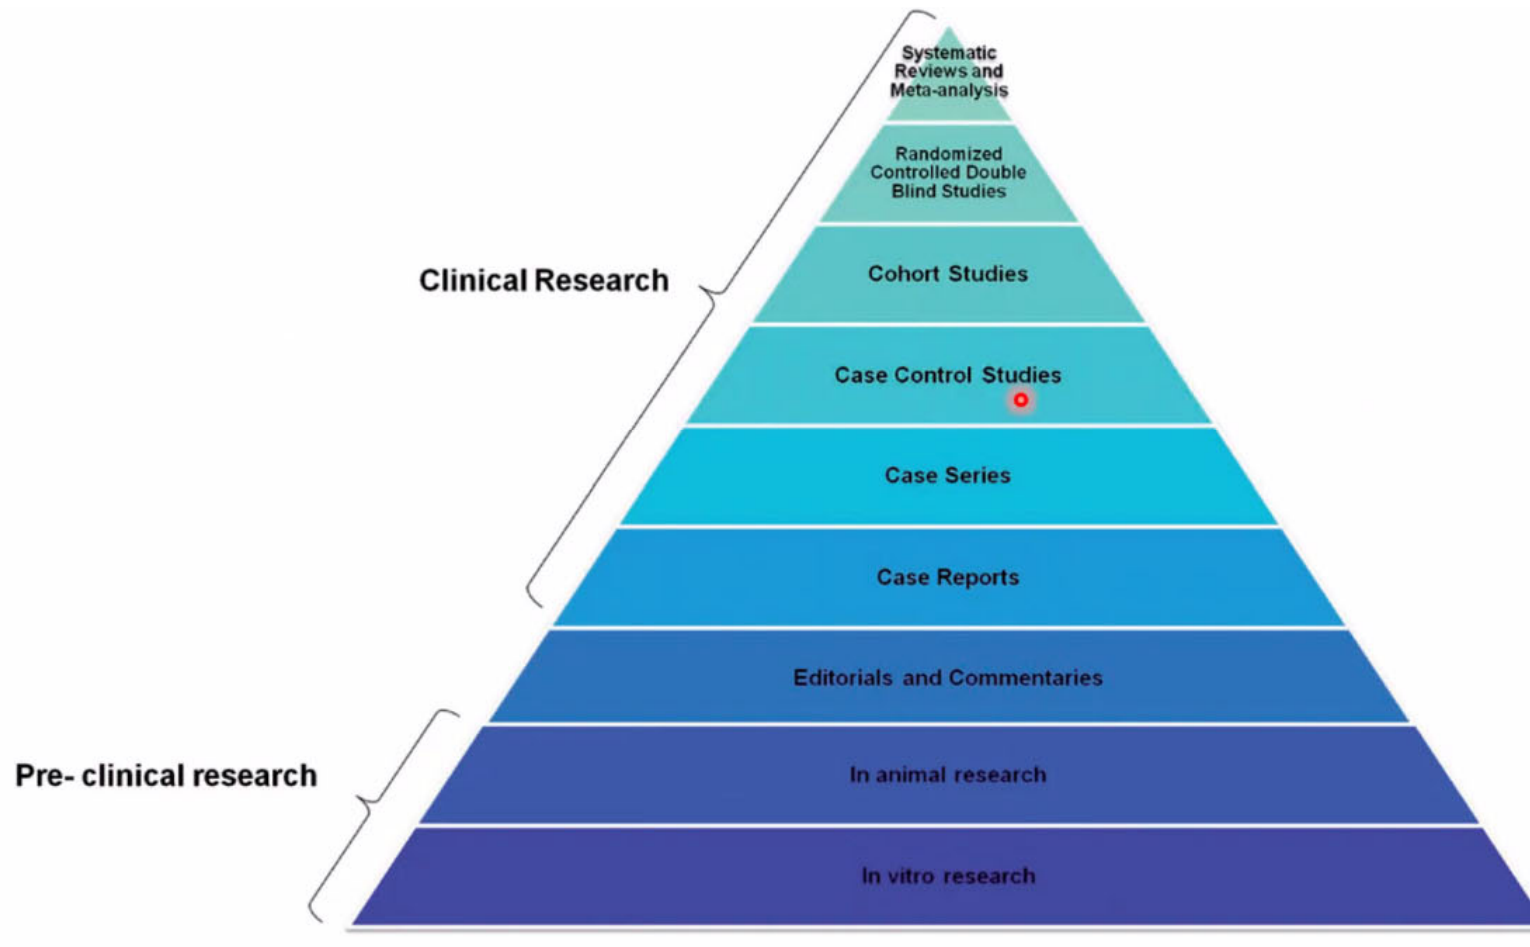 Systematic
Reviews and
Meta-analysis
Randomized
Controlled Double
Blind Studies
Cohort Studies
Clinical Research
Case Control Studies
Case Series
Case Reports
Editorials and Commentaries
In animal research
Pre- clinical research
In vitro research